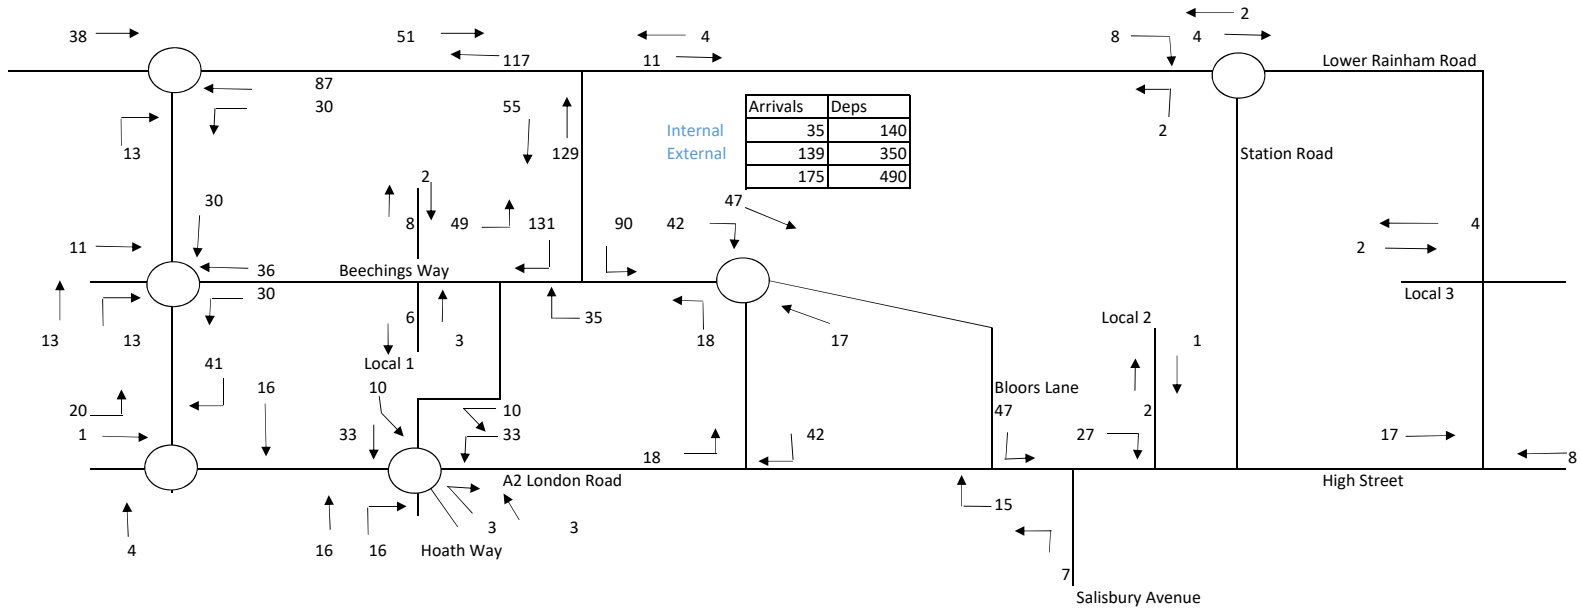 2
38 51 4 8 4
117 11
Lower Rainham Road
87
30 55 2
Arrivals Deps
Internal 35 140
External 139 350
175 490
13 129 Station Road
2
30 47
8 49 131 90 42 4
11 2
36 Beechings Way
30 Local 3
6 35 Local 2
13 13 3 18 17 1
41 Local 1
16 10 Bloors Lane
20 10 47 2
1 33 33 42 27 17
18 8
A2 London Road High Street
15
3 3
4 16 16 Hoath Way
7
Salisbury Avenue